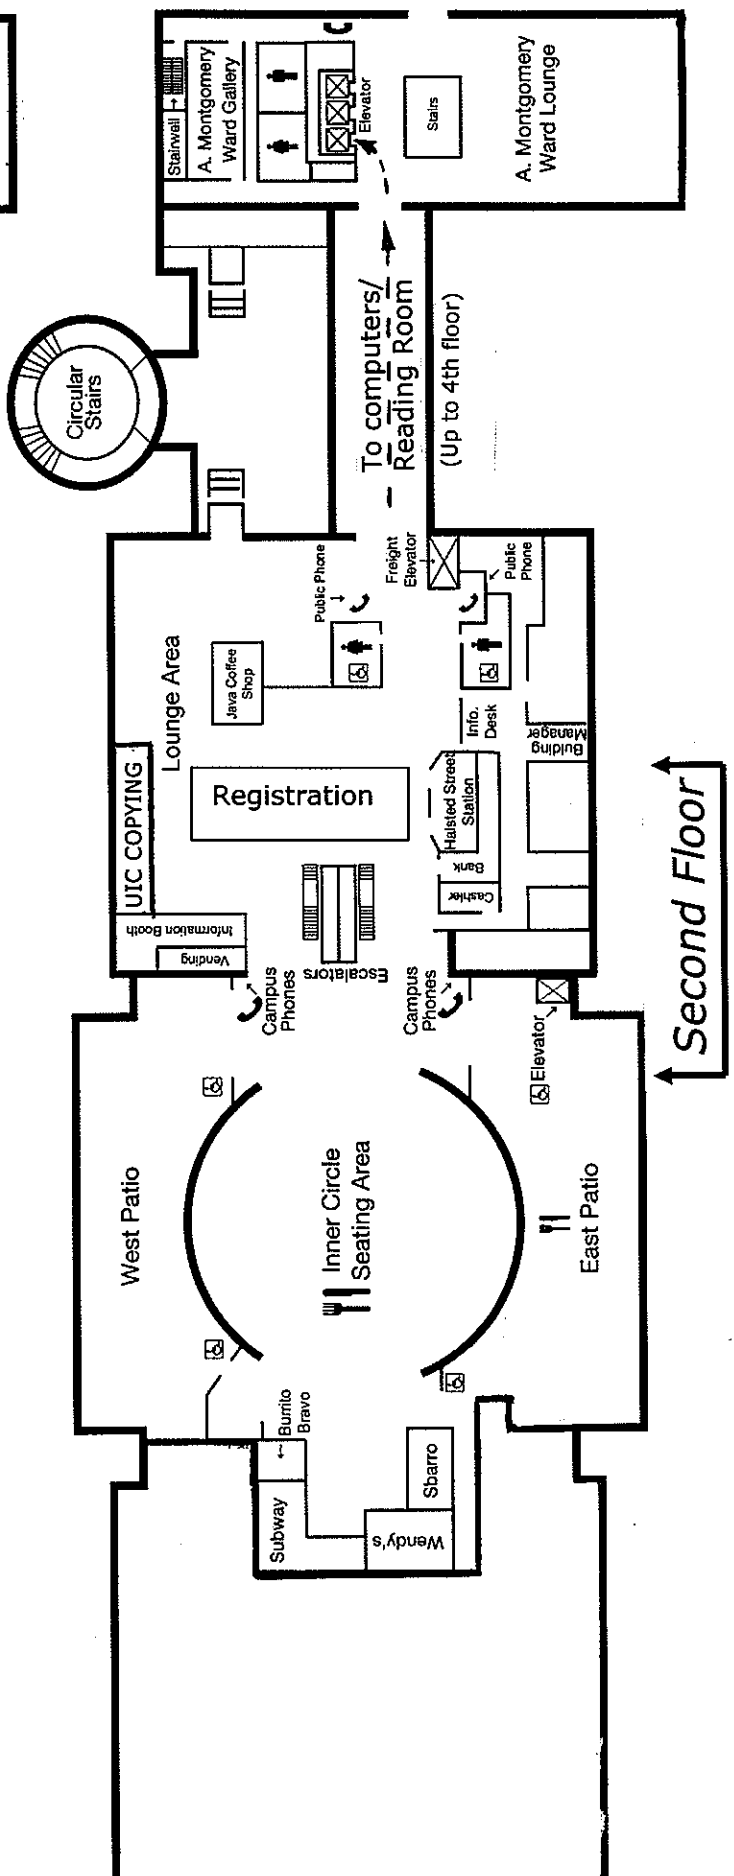 Stairwell
A. Montgomery
Ward Gallery
Elevator
Stairs
A. Montgomery
Ward Lounge
Circular
Stairs
To computers/
Reading Room
(Up to 4th floor)
Public Phone
Freight
Elevator
Public
Phone
Lounge Area
Java Coffee
Shop
Info.
Desk
Building
Manager
UIC COPYING
Registration
Halsted Street
Station
Bank
Cashier
Information Booth
Vending
Escalators
Campus
Phones
Campus
Phones
Elevator
Second Floor
West Patio
Inner Circle
Seating Area
East Patio
Burrito
Bravo
Subway
Sbarro
Wendy's